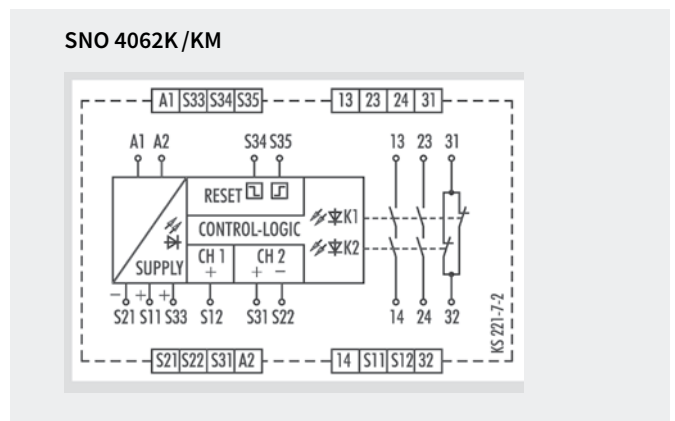 SNO 4062K/KM
A1 S33 S34 S35 13 23 24 31
A1 A2 S34 S35 13 23 31
RESET
K1
CONTROL-LOGIC
K2
CH 1 CH 2
SUPPLY + + −
− + +
S21 S11 S33 S12 S31 S22 14 24 32
KS 221-7-2
S21 S22 S31 A2 14 S11 S12 32